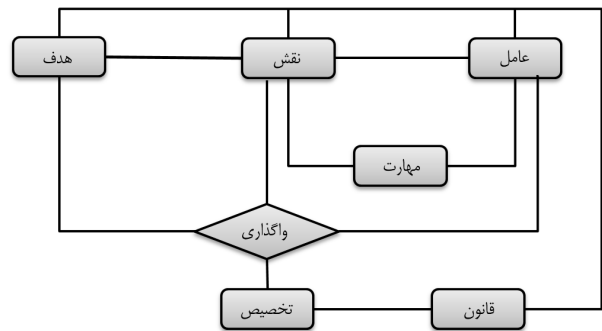 عامل
نقش
هدف
مهارت
واگذاری
قانون
تخصیص